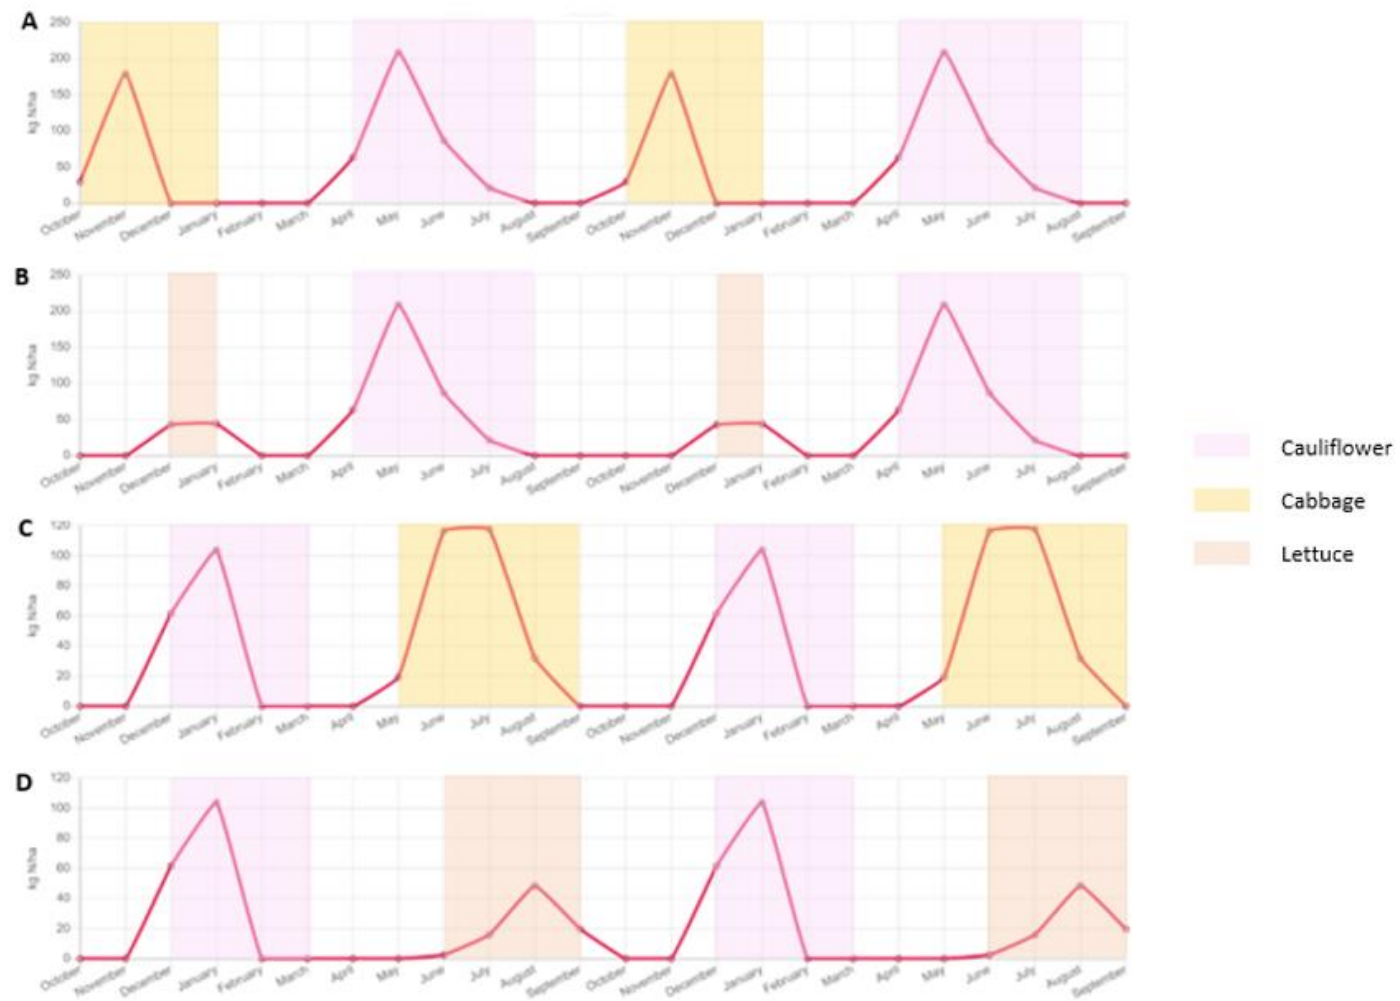 A
250
200
150
100
50
0
kg N/ha
October November December January February March April May June July August September October November December January February March April May June July August September
B
250
200
150
100
50
0
kg N/ha
October November December January February March April May June July August September October November December January February March April May June July August September
Cauliflower
Cabbage
Lettuce
C
120
100
80
60
40
20
0
kg N/ha
October November December January February March April May June July August September October November December January February March April May June July August September
D
120
100
80
60
40
20
0
kg N/ha
October November December January February March April May June July August September October November December January February March April May June July August September